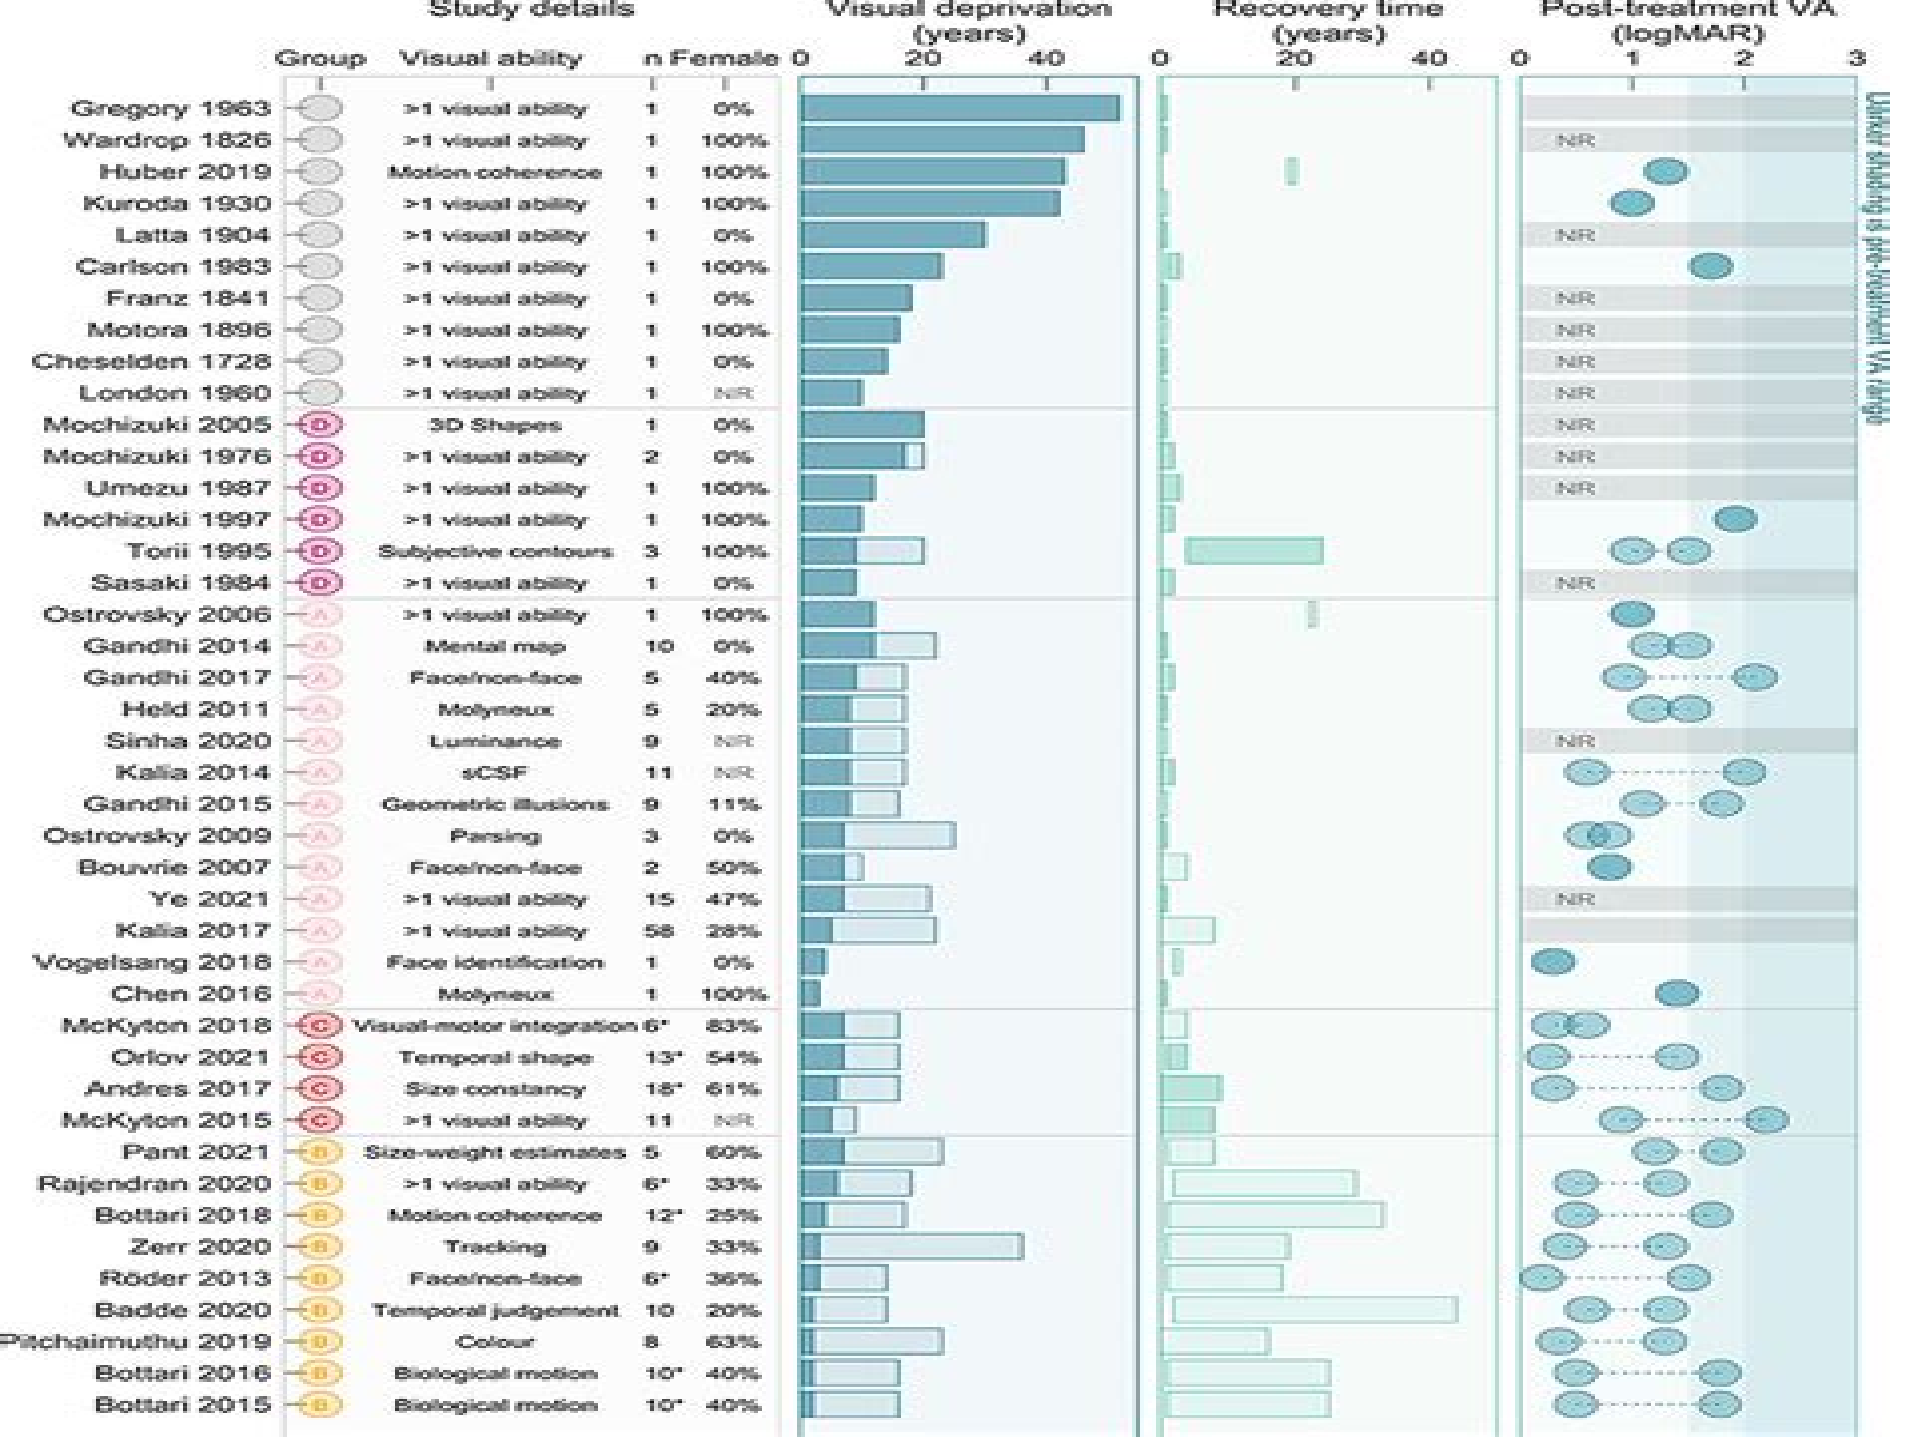 Study details Visual deprivation Recovery time Post-treatment VA
(years) (years) (logMAR)
Group Visual ability n Female 0 20 40 0 20 40 0 1 2 3
Gregory 1963 >1 visual ability 1 0%
Wardrop 1826 >1 visual ability 1 100% NR
Huber 2019 Motion coherence 1 100%
Kuroda 1930 >1 visual ability 1 100%
Latta 1904 >1 visual ability 1 0% NR
Carlson 1983 >1 visual ability 1 100%
Franz 1841 >1 visual ability 1 0% NR
Motora 1896 >1 visual ability 1 100% NR
Cheselden 1728 >1 visual ability 1 0% NR
London 1960 >1 visual ability 1 NR NR
Mochizuki 2005 D 3D Shapes 1 0% NR
Mochizuki 1976 D >1 visual ability 2 0% NR
Umezu 1987 D >1 visual ability 1 100% NR
Mochizuki 1997 D >1 visual ability 1 100%
Torii 1995 D Subjective contours 3 100%
Sasaki 1984 D >1 visual ability 1 0% NR
Ostrovsky 2006 A >1 visual ability 1 100%
Gandhi 2014 A Mental map 10 0%
Gandhi 2017 A Face/non-face 5 40%
Held 2011 A Molyneux 5 20%
Sinha 2020 A Luminance 9 NR NR
Kalia 2014 A sCSF 11 NR
Gandhi 2015 A Geometric illusions 9 11%
Ostrovsky 2009 A Parsing 3 0%
Bouvrie 2007 A Face/non-face 2 50%
Ye 2021 A >1 visual ability 15 47% NR
Kalia 2017 A >1 visual ability 58 28%
Vogelsang 2018 A Face identification 1 0%
Chen 2016 A Molyneux 1 100%
McKyton 2018 C Visual-motor integration 6* 83%
Orlov 2021 C Temporal shape 13* 54%
Andres 2017 C Size constancy 18* 61%
McKyton 2015 C >1 visual ability 11 NR
Pant 2021 B Size-weight estimates 5 60%
Rajendran 2020 B >1 visual ability 6* 33%
Bottari 2018 B Motion coherence 12* 25%
Zerr 2020 B Tracking 9 33%
Röder 2013 B Face/non-face 6* 36%
Badde 2020 B Temporal judgement 10 20%
Pitchaimuthu 2019 B Colour 8 63%
Bottari 2016 B Biological motion 10* 40%
Bottari 2015 B Biological motion 10* 40%
shading is pre-treatment VA range